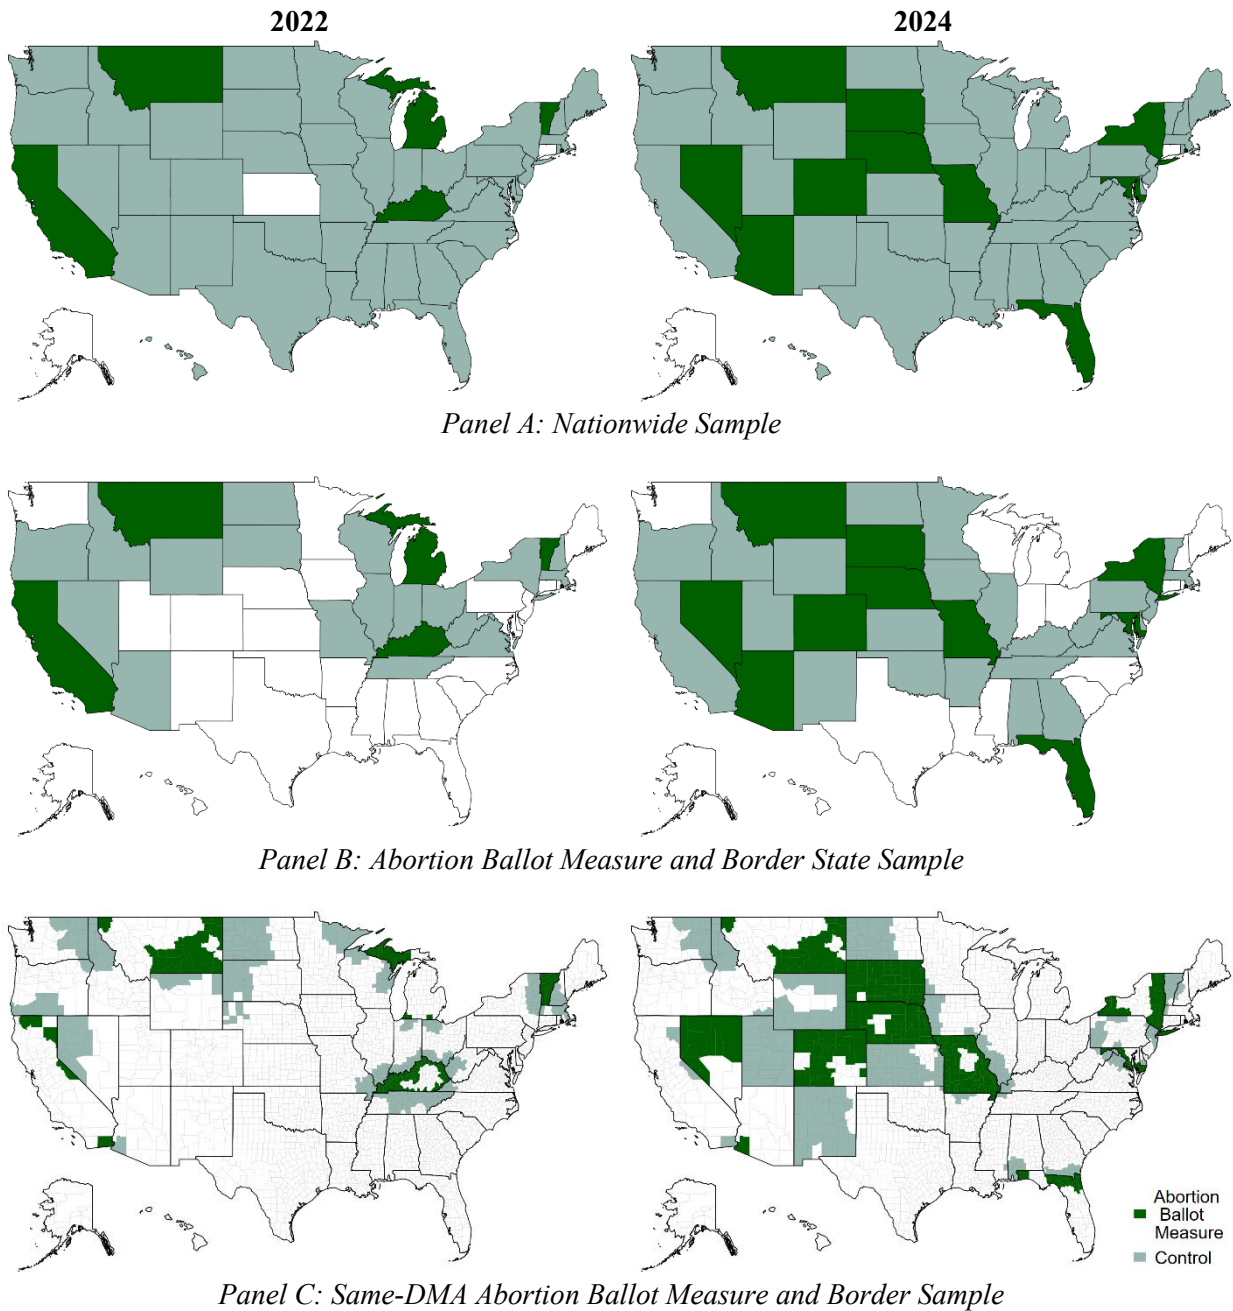 2022
2024
Panel A: Nationwide Sample
Panel B: Abortion Ballot Measure and Border State Sample
Abortion
Ballot
Measure
Control
Panel C: Same-DMA Abortion Ballot Measure and Border Sample